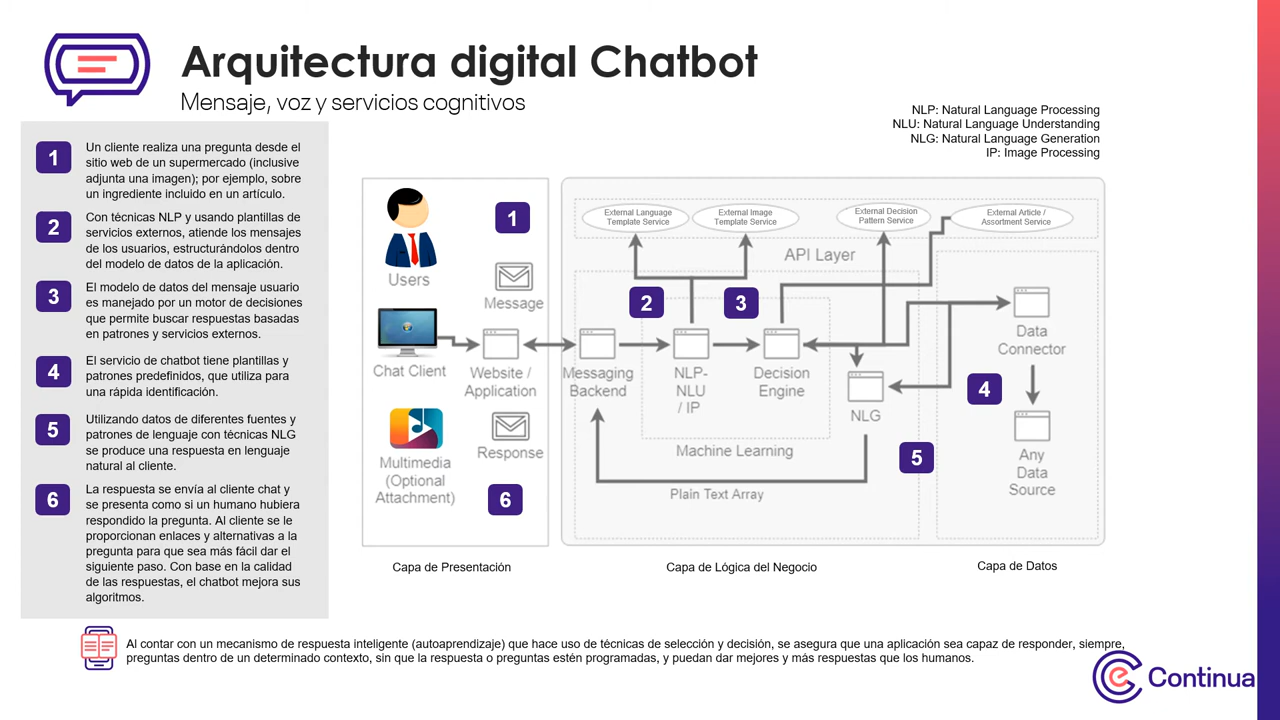 Arquitectura digital Chatbot
Mensaje, voz y servicios cognitivos
NLP: Natural Language Processing
NLU: Natural Language Understanding
NLG: Natural Language Generation
IP: Image Processing
1
Un cliente realiza una pregunta desde el
sitio web de un supermercado (inclusive
adjunta una imagen); por ejemplo, sobre
un ingrediente incluido en un artículo.
2
Con técnicas NLP y usando plantillas de
servicios externos, atiende los mensajes
de los usuarios, estructurándolos dentro
del modelo de datos de la aplicación.
3
El modelo de datos del mensaje usuario
es manejado por un motor de decisiones
que permite buscar respuestas basadas
en patrones y servicios externos.
4
El servicio de chatbot tiene plantillas y
patrones predefinidos, que utiliza para
una rápida identificación.
5
Utilizando datos de diferentes fuentes y
patrones de lenguaje con técnicas NLG
se produce una respuesta en lenguaje
natural al cliente.
6
La respuesta se envía al cliente chat y
se presenta como si un humano hubiera
respondido la pregunta. Al cliente se le
proporcionan enlaces y alternativas a la
pregunta para que sea más fácil dar el
siguiente paso. Con base en la calidad
de las respuestas, el chatbot mejora sus
algoritmos.
Users
1
Message
Chat Client
Website /
Application
Multimedia
(Optional
Attachment)
Response
6
Capa de Presentación
External Language
Template Service
External Image
Template Service
External Decision
Pattern Service
External Article /
Assortment Service
API Layer
2
3
Messaging
Backend
NLP-
NLU
/ IP
Decision
Engine
NLG
Machine Learning
5
Plain Text Array
Capa de Lógica del Negocio
Data
Connector
4
Any
Data
Source
Capa de Datos
Al contar con un mecanismo de respuesta inteligente (autoaprendizaje) que hace uso de técnicas de selección y decisión, se asegura que una aplicación sea capaz de responder, siempre,
preguntas dentro de un determinado contexto, sin que la respuesta o preguntas estén programadas, y puedan dar mejores y más respuestas que los humanos.
Continua